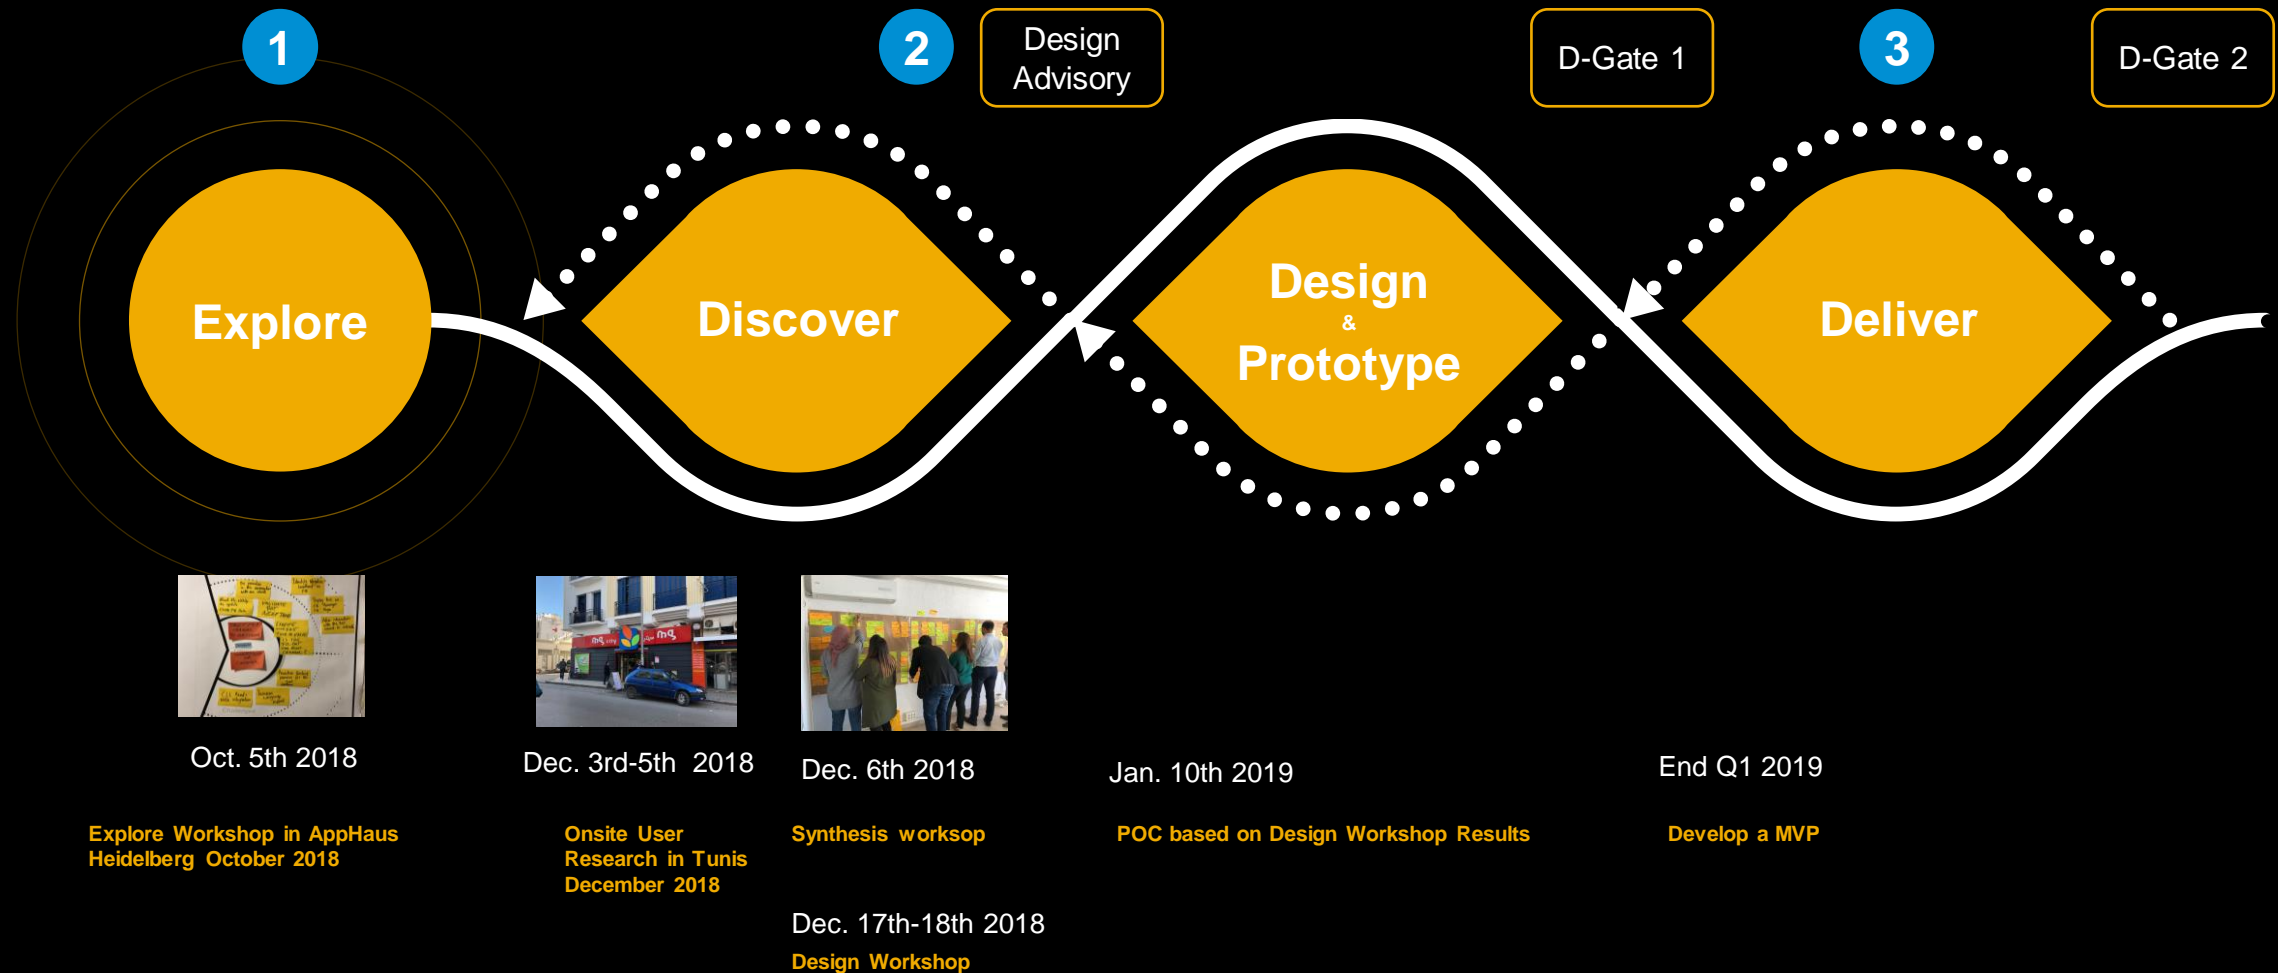 1
2
Design
Advisory
D-Gate 1
3
D-Gate 2
Explore
Discover
Design
&
Prototype
Deliver
Oct. 5th 2018
Dec. 3rd-5th 2018
Dec. 6th 2018
Jan. 10th 2019
End Q1 2019
Explore Workshop in AppHaus
Heidelberg October 2018
Onsite User
Research in Tunis
December 2018
Synthesis worksop
POC based on Design Workshop Results
Develop a MVP
Dec. 17th-18th 2018
Design Workshop